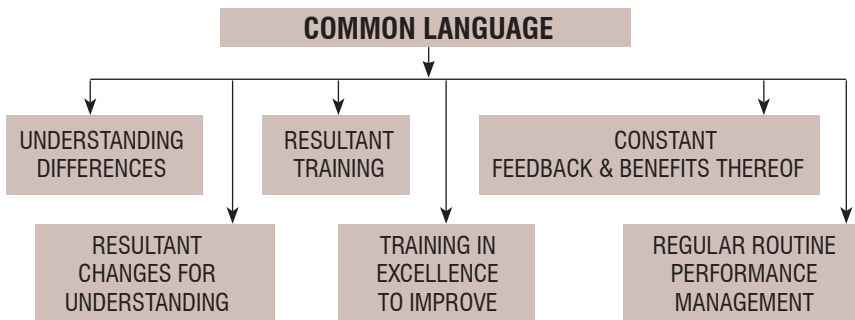 COMMON LANGUAGE
UNDERSTANDING
DIFFERENCES
RESULTANT
TRAINING
CONSTANT
FEEDBACK & BENEFITS THEREOF
RESULTANT
CHANGES FOR
UNDERSTANDING
TRAINING IN
EXCELLENCE
TO IMPROVE
REGULAR ROUTINE
PERFORMANCE
MANAGEMENT